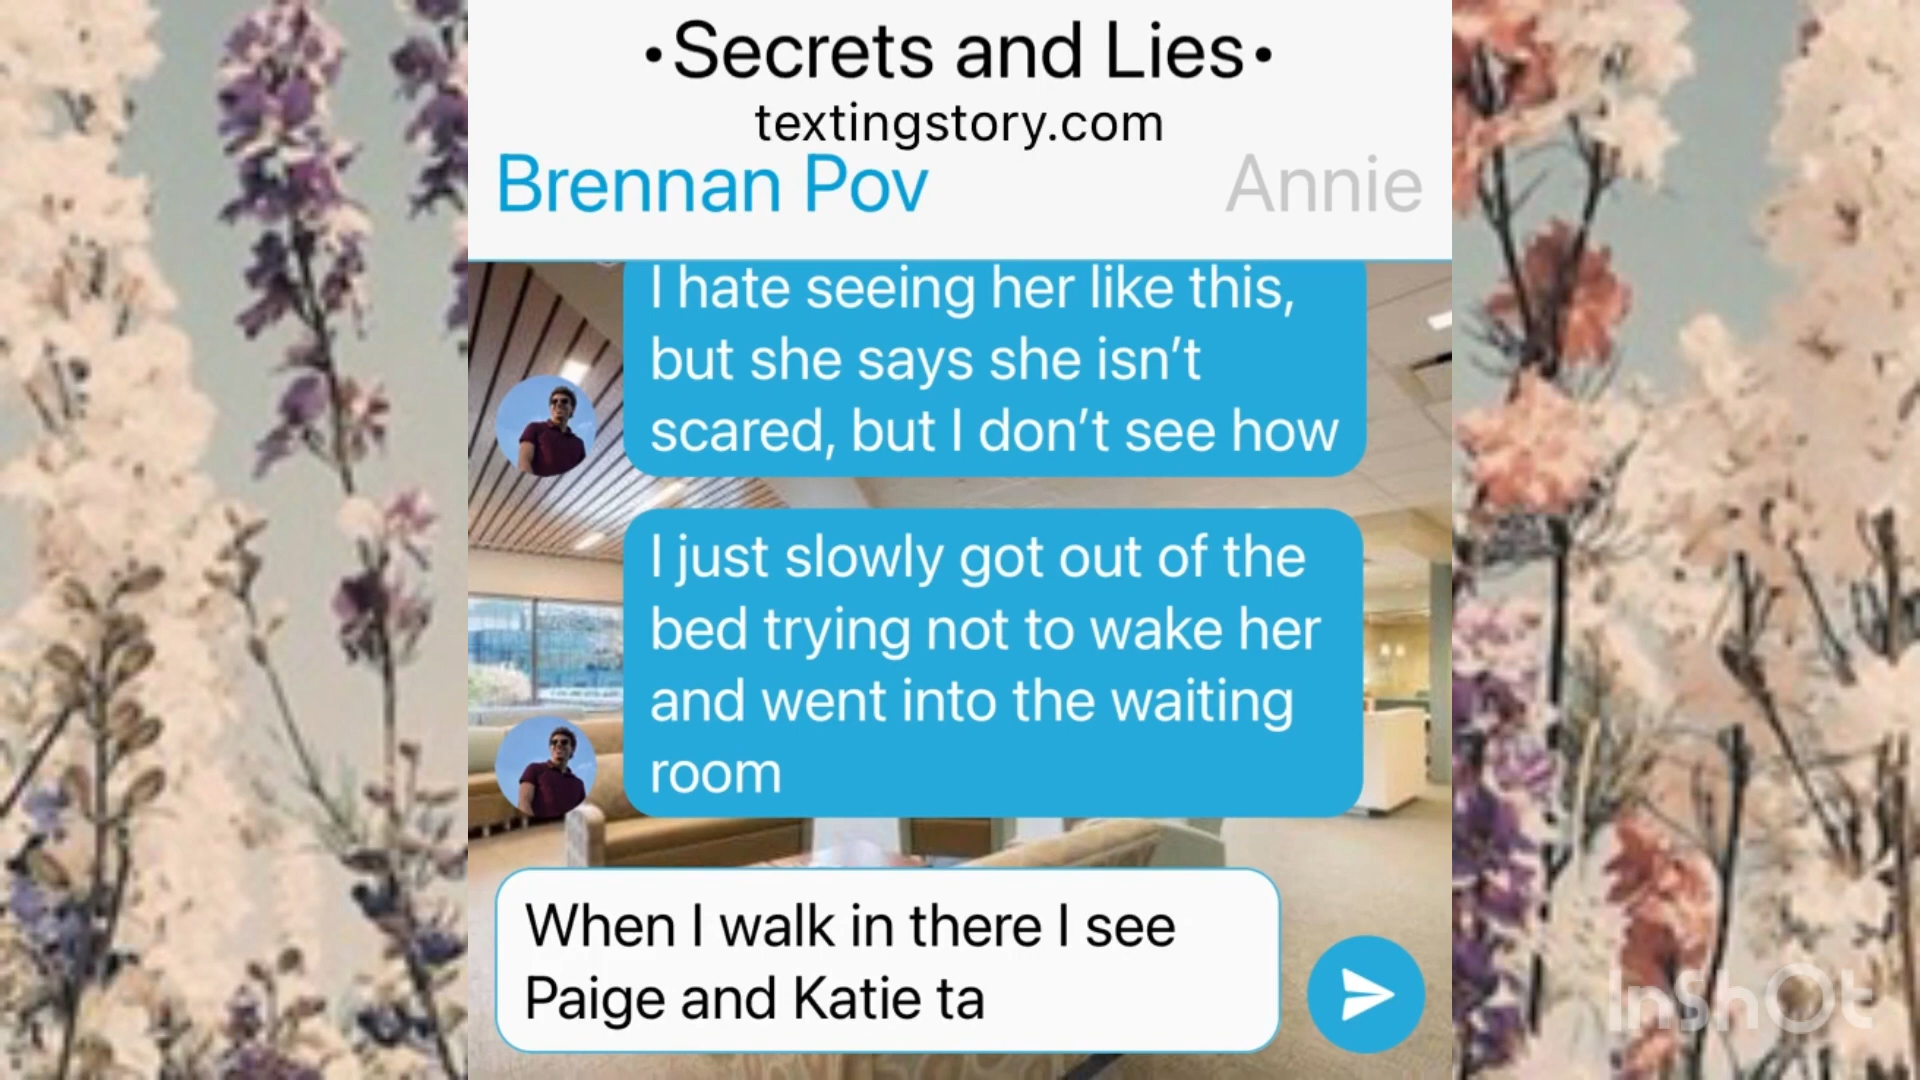 •Secrets and Lies•
textingstory.com
Brennan Pov
Annie
I hate seeing her like this,
but she says she isn’t
scared, but I don’t see how
I just slowly got out of the
bed trying not to wake her
and went into the waiting
room
When I walk in there I see
Paige and Katie ta
InShOt